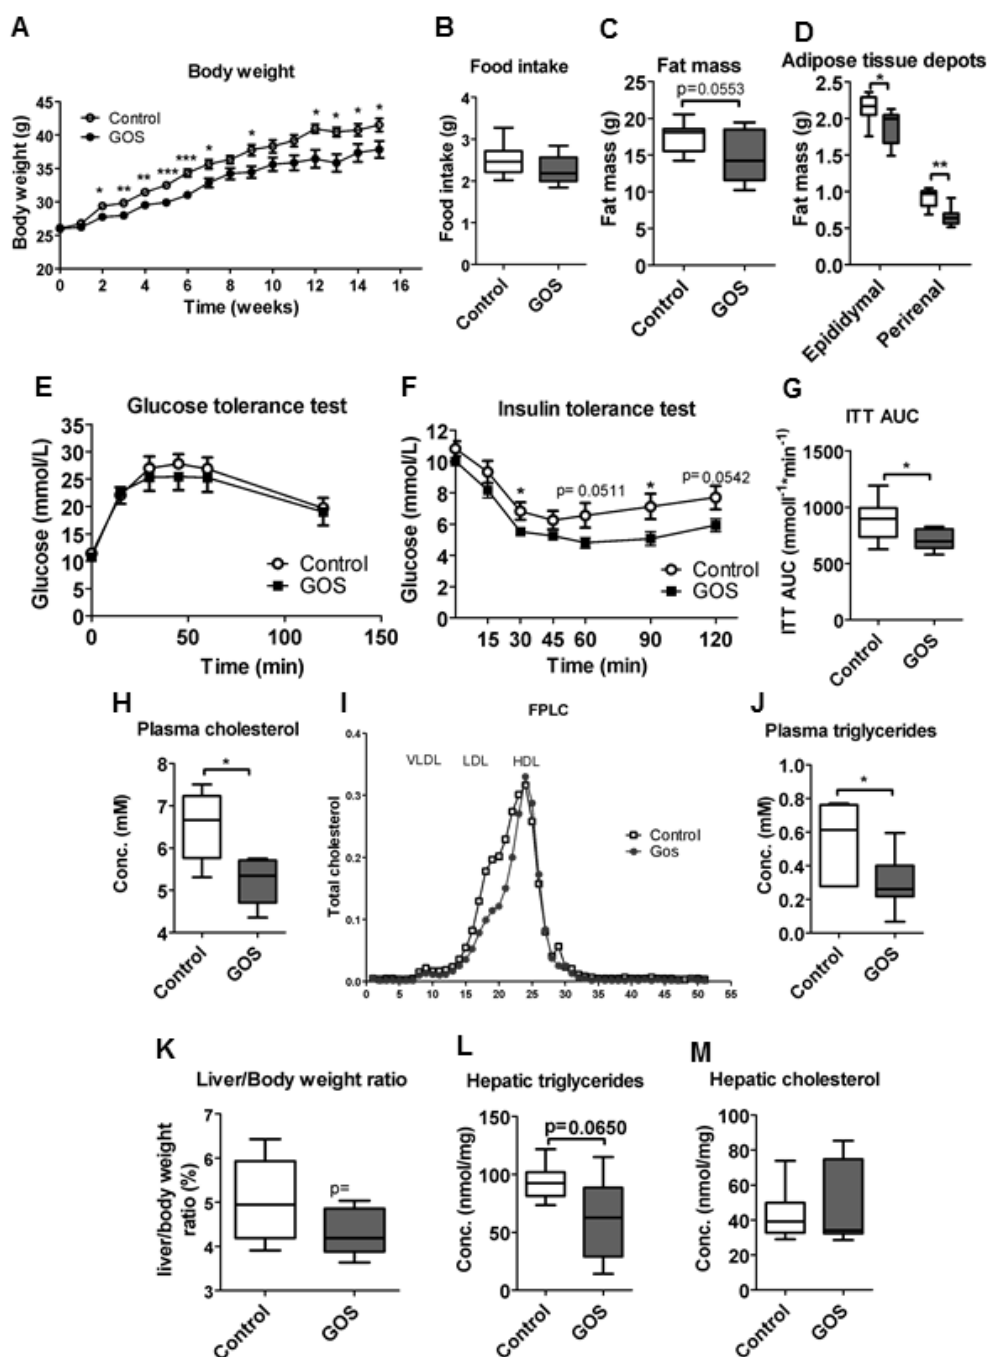 A
Body weight
Body weight (g)
45
40
35
30
25
20
Control
GOS
* ** ** *** *** * * * * * *
0 2 4 6 8 10 12 14 16
Time (weeks)
B
Food intake
Food intake (g)
4
3
2
1
0
Control
GOS
C
Fat mass
Fat mass (g)
25
20
15
10
5
0
p=0.0553
Control
GOS
D
Adipose tissue depots
Fat mass (g)
2.5
2.0
1.5
1.0
0.5
0.0
*
**
Epididymal
Perirenal
E
Glucose tolerance test
Glucose (mmol/L)
35
30
25
20
15
10
5
0
Control
GOS
0 50 100 150
Time (min)
F
Insulin tolerance test
Glucose (mmol/L)
12
10
8
6
4
2
0
*
p= 0.0511
*
p=0.0542
Control
GOS
15 30 45 60 90 120
Time (min)
G
ITT AUC
ITT AUC (mmoll⁻¹*min⁻¹)
1500
1000
500
0
*
Control
GOS
H
Plasma cholesterol
Conc. (mM)
8
7
6
5
4
*
Control
GOS
I
FPLC
Total cholesterol
0.4
0.3
0.2
0.1
0.0
VLDL LDL HDL
Control
Gos
0 5 10 15 20 25 30 35 40 45 50 55
J
Plasma triglycerides
Conc. (mM)
1.0
0.8
0.6
0.4
0.2
0.0
*
Control
GOS
K
Liver/Body weight ratio
liver/body weight
ratio (%)
7
6
5
4
3
p=
Control
GOS
L
Hepatic triglycerides
Conc. (nmol/mg)
150
100
50
0
p=0.0650
Control
GOS
M
Hepatic cholesterol
Conc. (nmol/mg)
100
80
60
40
20
0
Control
GOS